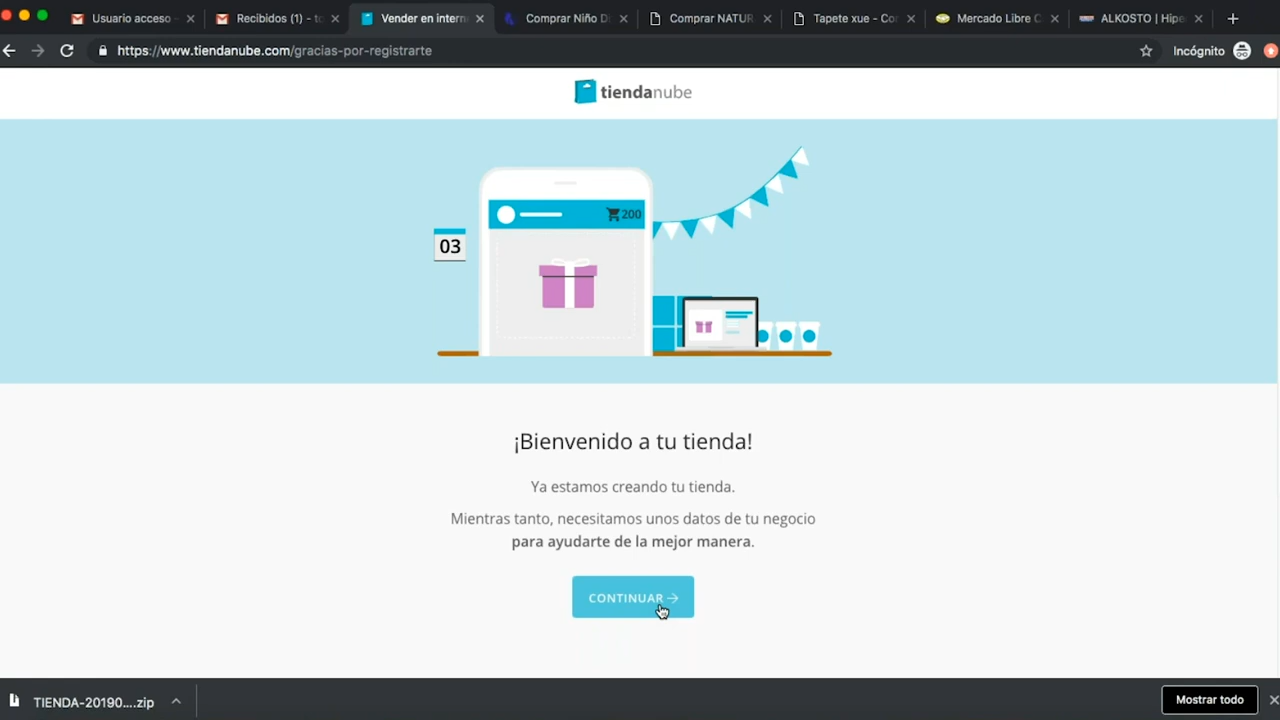 Usuario acceso
Recibidos (1) - to
Vender en intern
Comprar Niño D
Comprar NATUR
Tapete xue - Cor
Mercado Libre C
ALKOSTO | Hipe
https://www.tiendanube.com/gracias-por-registrarte
Incógnito
tiendanube
200
03
¡Bienvenido a tu tienda!
Ya estamos creando tu tienda.
Mientras tanto, necesitamos unos datos de tu negocio
para ayudarte de la mejor manera.
CONTINUAR →
TIENDA-20190....zip
Mostrar todo